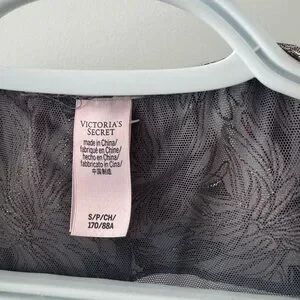 VICTORIA'S
SECRET
made in China/
fabriqué en Chine/
hecho en China/
fabbricato in Cina/
中国制造
S/P/CH/
170/88A